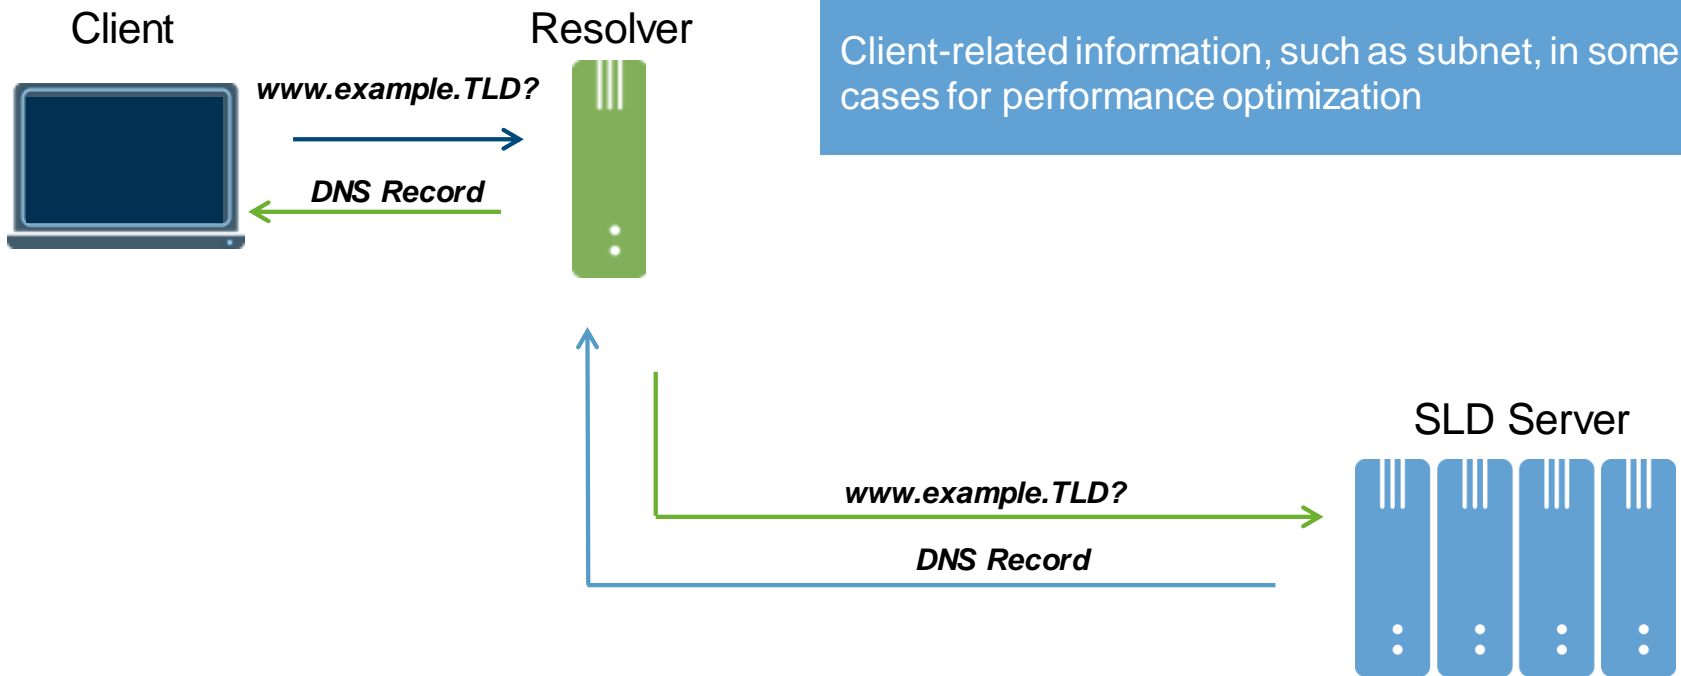 Client
Resolver
Client-related information, such as subnet, in some
cases for performance optimization
www.example.TLD?
DNS Record
SLD Server
www.example.TLD?
DNS Record